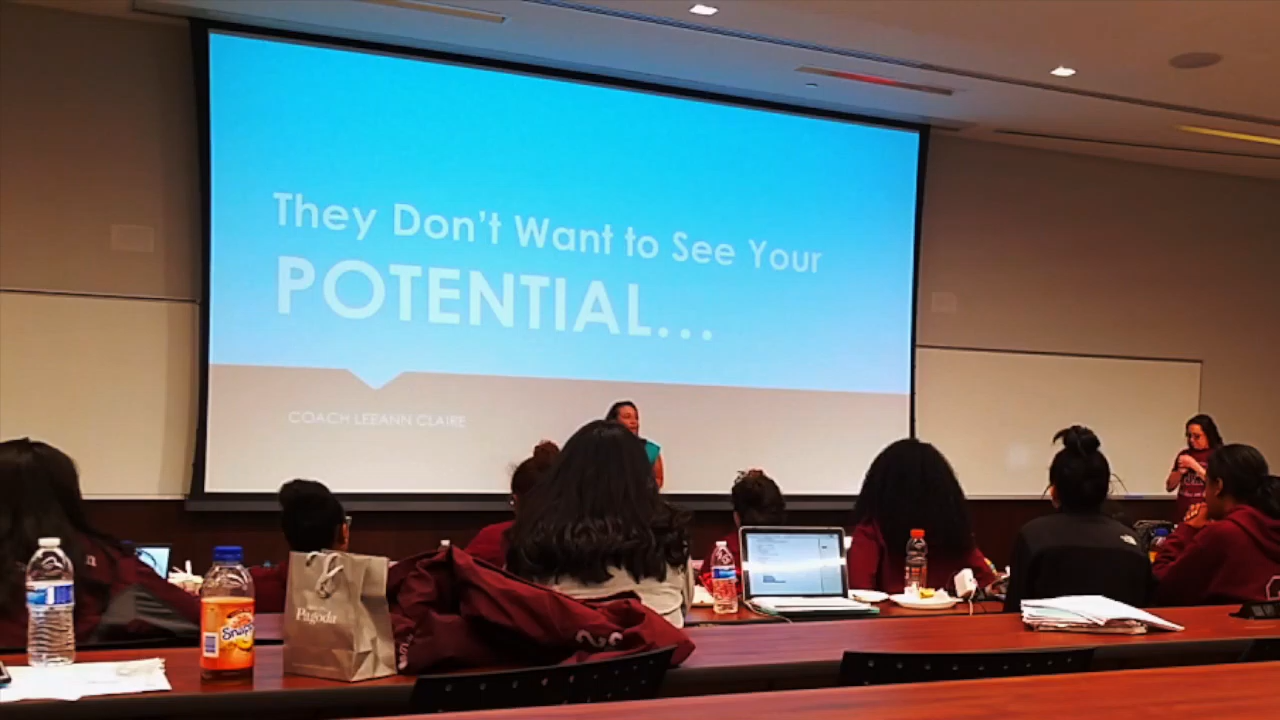 They Don't Want to See Your
POTENTIAL...
COACH LEEANN CLAIRE
Pagoda
Snapple